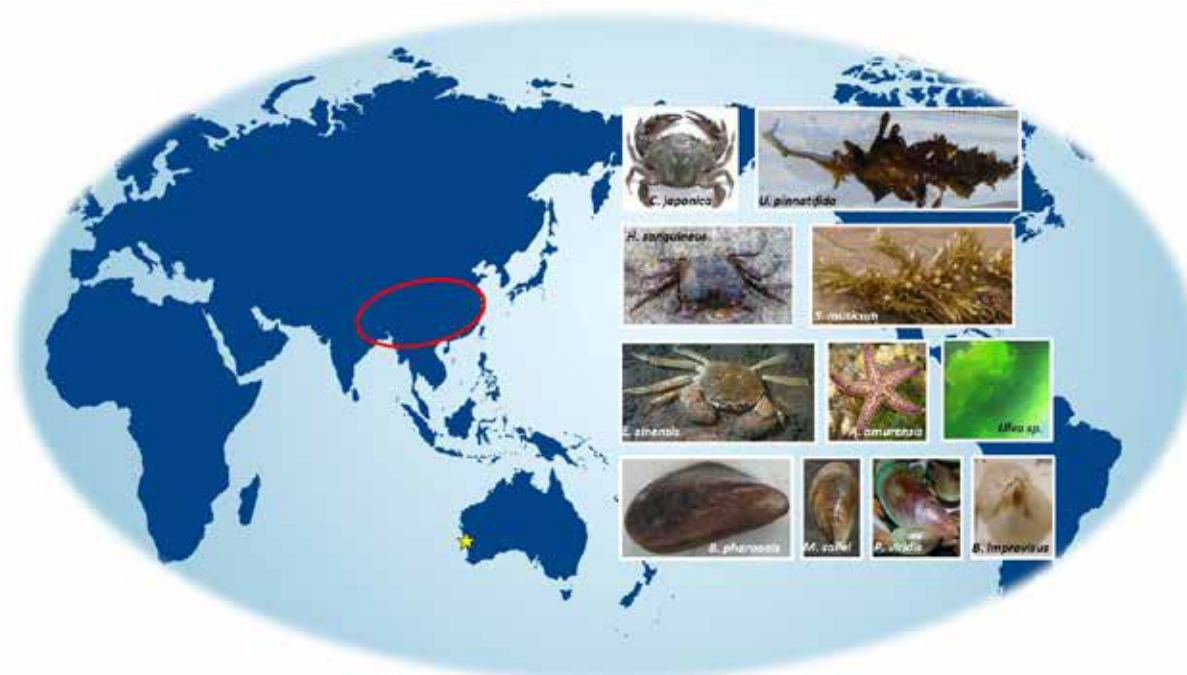 C. japonica
U. pinnatifida
H. sanguineus
S. muticum
E. sinensis
A. amurensis
Ulva sp.
B. pharaonis
M. sallei
P. viridis
B. improvisus